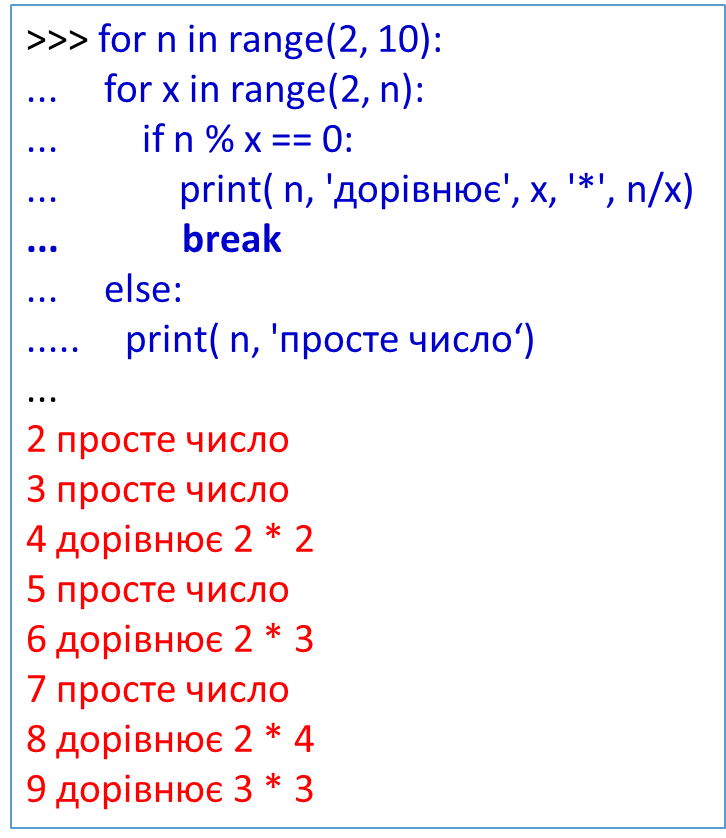 >>> for n in range(2, 10):
...    for x in range(2, n):
...       if n % x == 0:
...          print( n, 'дорівнює', x, '*', n/x)
...          break
...    else:
.....    print( n, 'просте число‘)
...
2 просте число
3 просте число
4 дорівнює 2 * 2
5 просте число
6 дорівнює 2 * 3
7 просте число
8 дорівнює 2 * 4
9 дорівнює 3 * 3